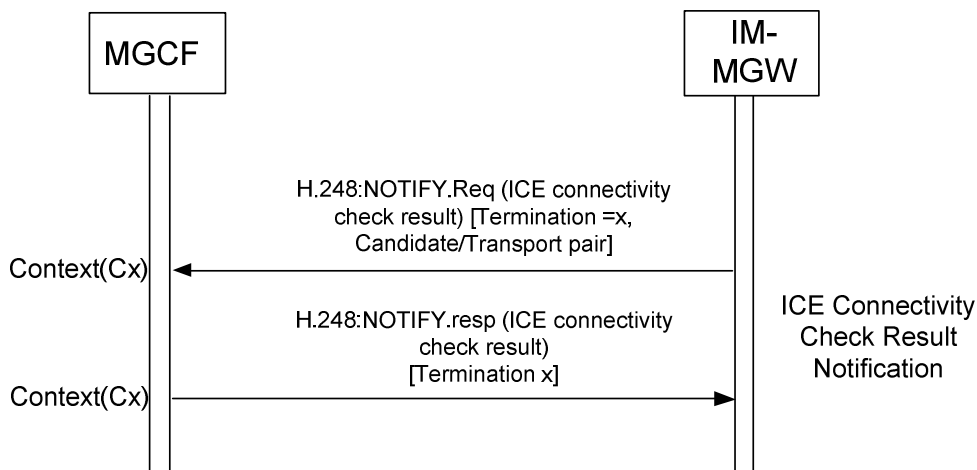 MGCF
IM-
MGW
H.248:NOTIFY.Req (ICE connectivity
check result) [Termination =x,
Candidate/Transport pair]
Context(Cx)
H.248:NOTIFY.resp (ICE connectivity
check result)
[Termination x]
Context(Cx)
ICE Connectivity
Check Result
Notification